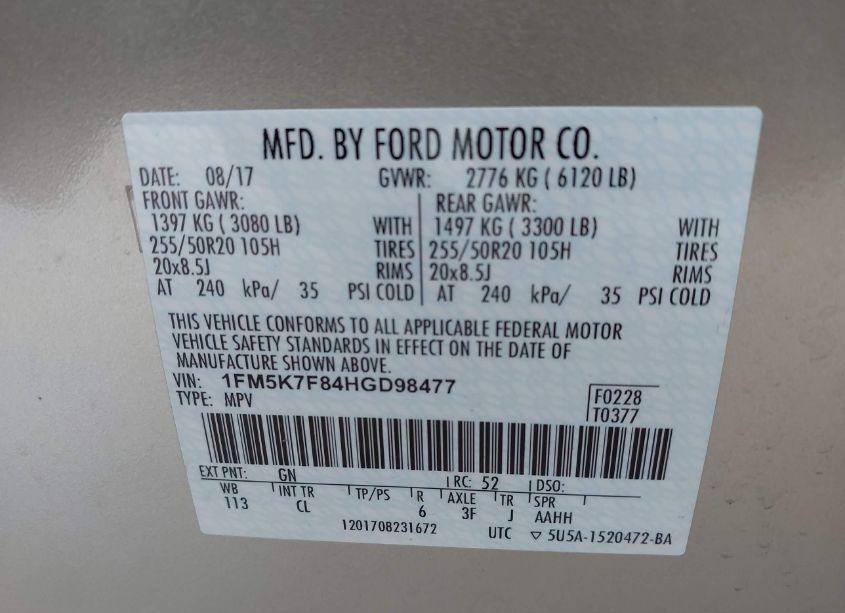 MFD. BY FORD MOTOR CO.
DATE: 08/17 GVWR: 2776 KG ( 6120 LB)
FRONT GAWR: REAR GAWR:
1397 KG ( 3080 LB) WITH 1497 KG ( 3300 LB) WITH
255/50R20 105H TIRES 255/50R20 105H TIRES
20x8.5J RIMS 20x8.5J RIMS
AT 240 kPa/ 35 PSI COLD AT 240 kPa/ 35 PSI COLD
THIS VEHICLE CONFORMS TO ALL APPLICABLE FEDERAL MOTOR
VEHICLE SAFETY STANDARDS IN EFFECT ON THE DATE OF
MANUFACTURE SHOWN ABOVE.
VIN: 1FM5K7F84HGD98477
TYPE: MPV
F0228
T0377
EXT PNT: GN RC: 52 DSO:
WB INT TR TP/PS R AXLE TR SPR
113 CL 6 3F J AAHH
1201708231672 UTC ▽ 5U5A-1520472-BA